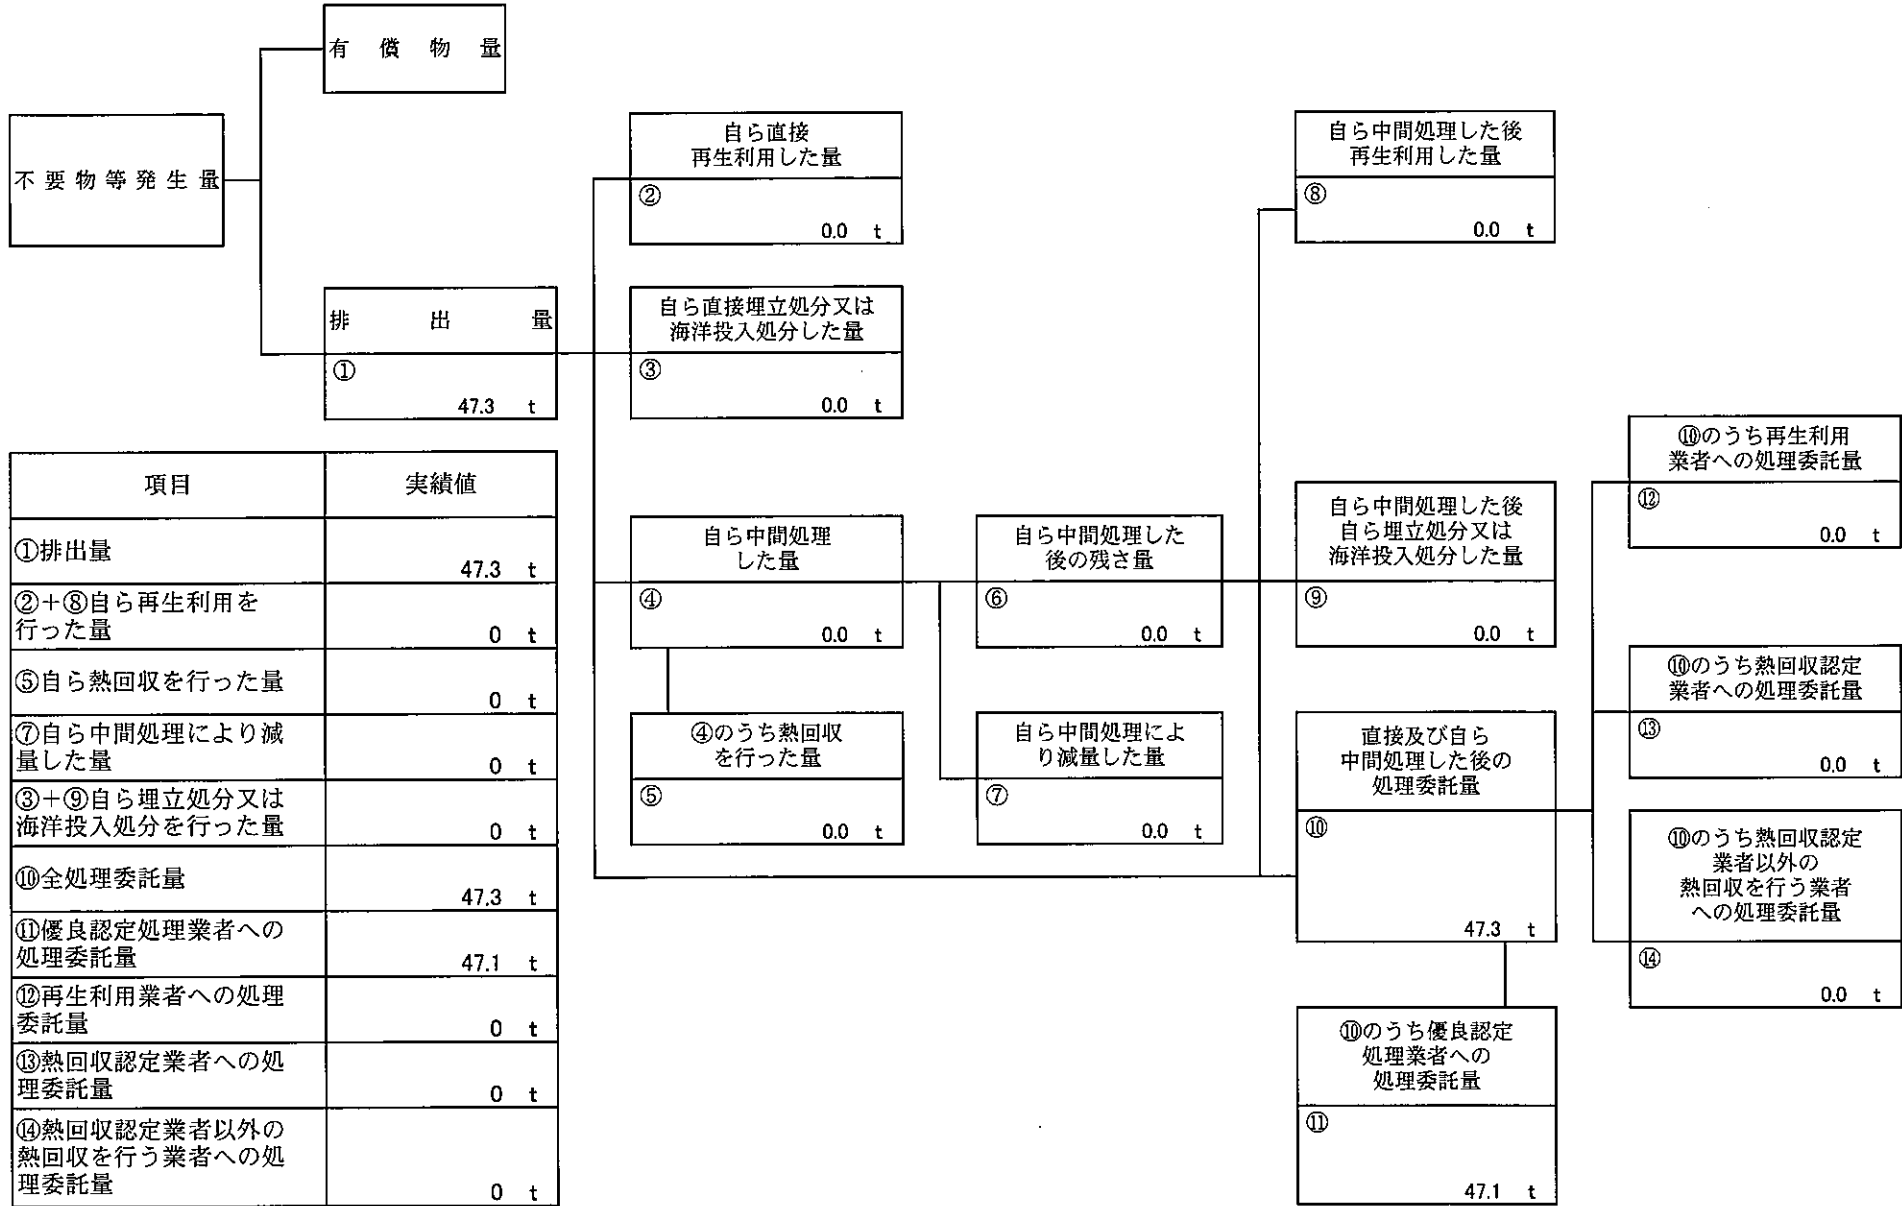 有償物量
不要物等発生量
排出量
①
47.3 t
自ら直接
再生利用した量
②
0.0 t
自ら直接埋立処分又は
海洋投入処分した量
③
0.0 t
自ら中間処理
した量
④
0.0 t
④のうち熱回収
を行った量
⑤
0.0 t
自ら中間処理した
後の残さ量
⑥
0.0 t
自ら中間処理によ
り減量した量
⑦
0.0 t
自ら中間処理した後
再生利用した量
⑧
0.0 t
自ら中間処理した後
自ら埋立処分又は
海洋投入処分した量
⑨
0.0 t
直接及び自ら
中間処理した後の
処理委託量
⑩
47.3 t
⑩のうち優良認定
処理業者への
処理委託量
⑪
47.1 t
⑩のうち再生利用
業者への処理委託量
⑫
0.0 t
⑩のうち熱回収認定
業者への処理委託量
⑬
0.0 t
⑩のうち熱回収認定
業者以外の
熱回収を行う業者
への処理委託量
⑭
0.0 t
項目 実績値
①排出量
47.3 t
②+⑧自ら再生利用を
行った量
0 t
⑤自ら熱回収を行った量
0 t
⑦自ら中間処理により減
量した量
0 t
③+⑨自ら埋立処分又は
海洋投入処分を行った量
0 t
⑩全処理委託量
47.3 t
⑪優良認定処理業者への
処理委託量
47.1 t
⑫再生利用業者への処理
委託量
0 t
⑬熱回収認定業者への処
理委託量
0 t
⑭熱回収認定業者以外の
熱回収を行う業者への処
理委託量
0 t